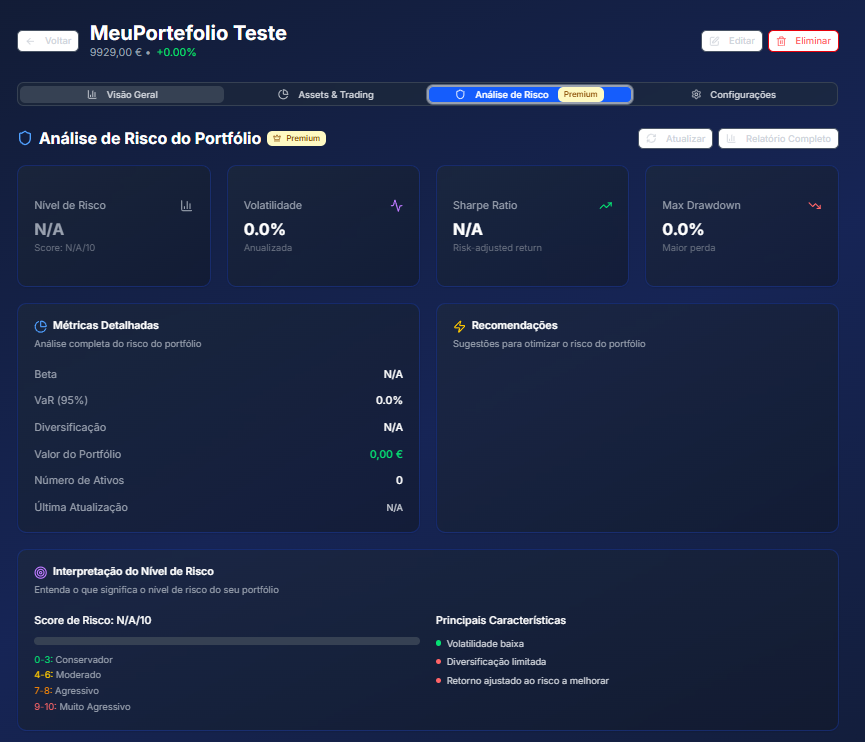 Voltar
MeuPortefolio Teste
9929,00 € • +0.00%
Editar
Eliminar
Visão Geral
Assets & Trading
Análise de Risco Premium
Configurações
Análise de Risco do Portfólio Premium
Atualizar
Relatório Completo
Nível de Risco
N/A
Score: N/A/10
Volatilidade
0.0%
Anualizada
Sharpe Ratio
N/A
Risk-adjusted return
Max Drawdown
0.0%
Maior perda
Métricas Detalhadas
Análise completa do risco do portfólio
Beta N/A
VaR (95%) 0.0%
Diversificação N/A
Valor do Portfólio 0,00 €
Número de Ativos 0
Última Atualização N/A
Recomendações
Sugestões para otimizar o risco do portfólio
Interpretação do Nível de Risco
Entenda o que significa o nível de risco do seu portfólio
Score de Risco: N/A/10
0-3: Conservador
4-6: Moderado
7-8: Agressivo
9-10: Muito Agressivo
Principais Características
Volatilidade baixa
Diversificação limitada
Retorno ajustado ao risco a melhorar